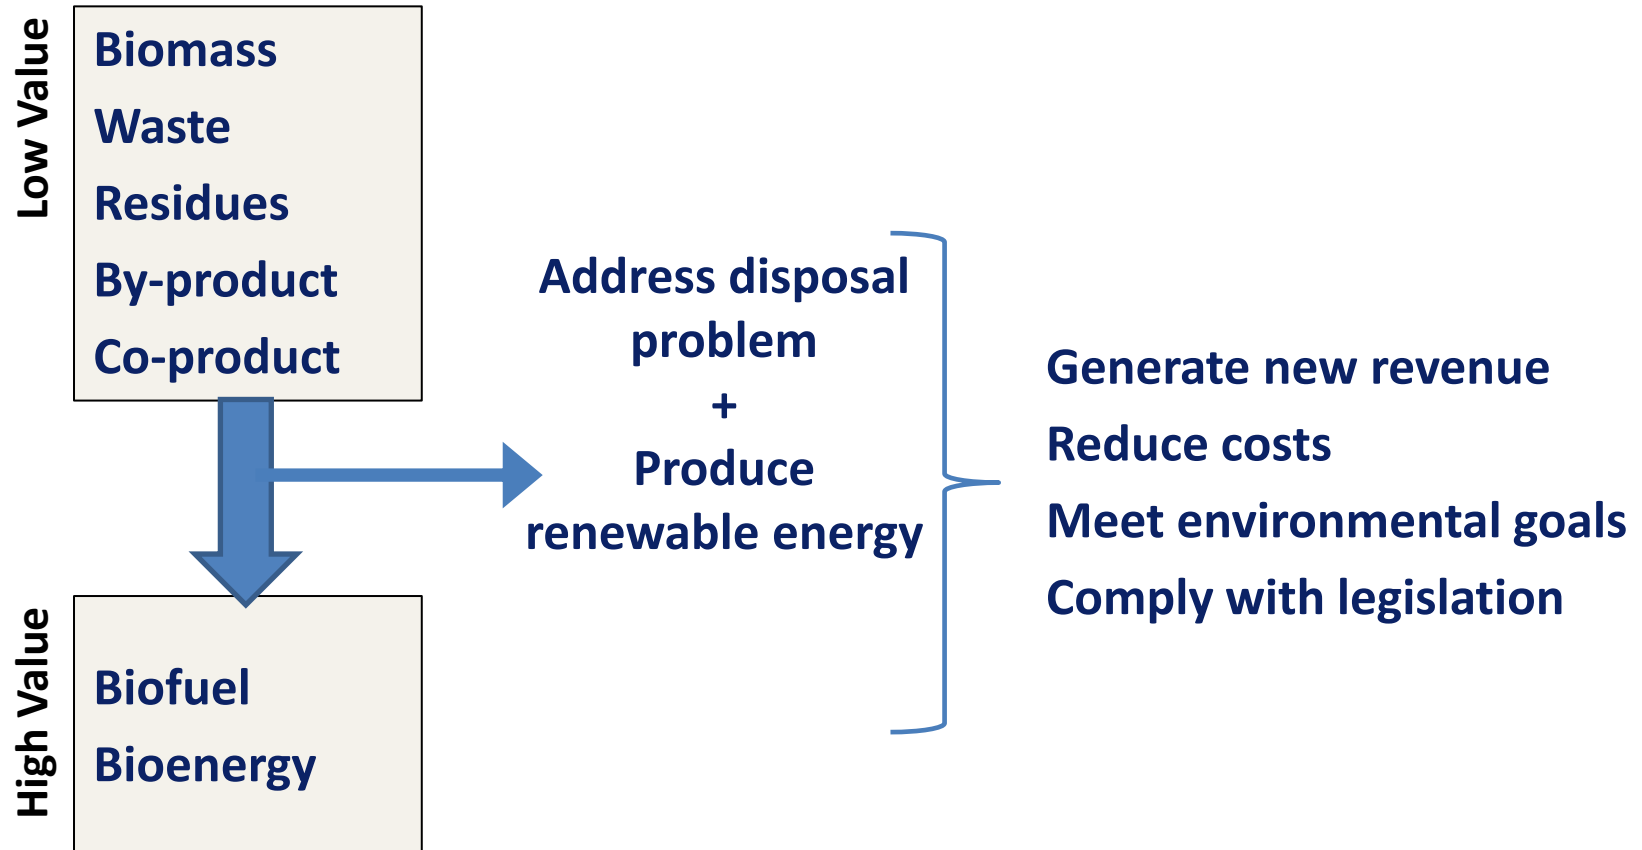 Low Value
Biomass
Waste
Residues
By-product
Co-product
Address disposal
problem
+
Produce
renewable energy
Generate new revenue
Reduce costs
Meet environmental goals
Comply with legislation
High Value
Biofuel
Bioenergy